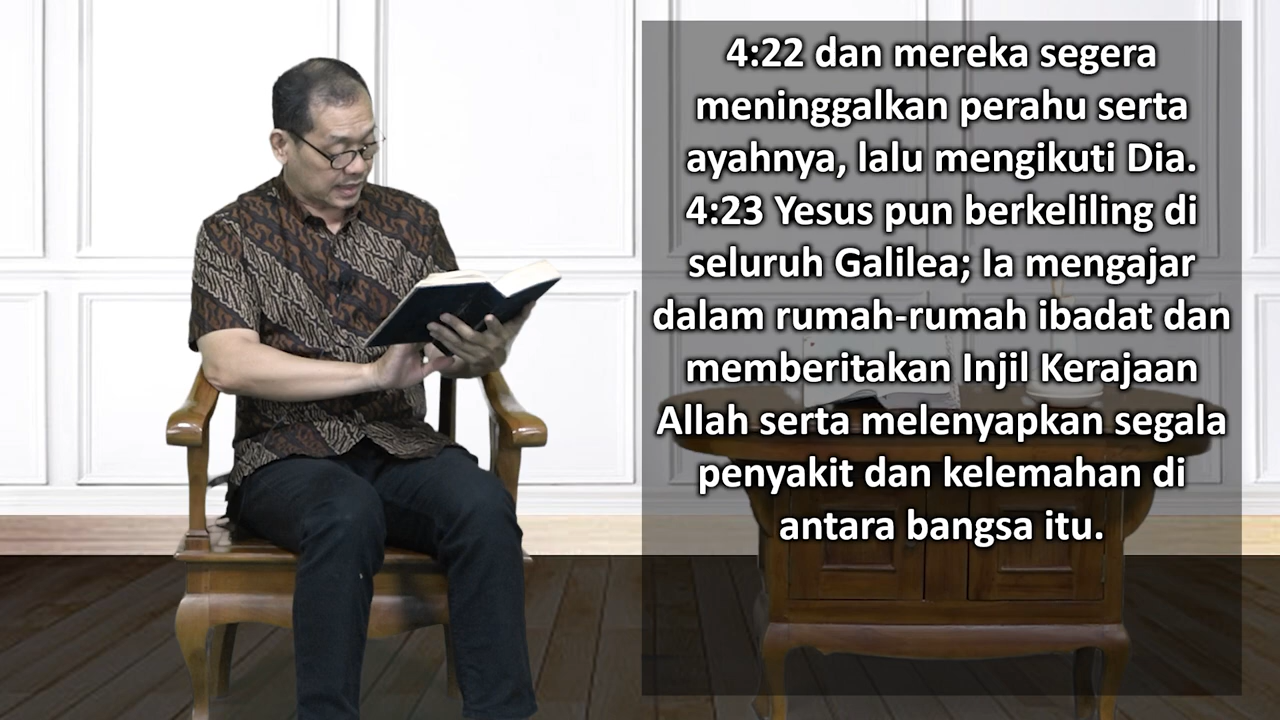 4:22 dan mereka segera
meninggalkan perahu serta
ayahnya, lalu mengikuti Dia.
4:23 Yesus pun berkeliling di
seluruh Galilea; Ia mengajar
dalam rumah-rumah ibadat dan
memberitakan Injil Kerajaan
Allah serta melenyapkan segala
penyakit dan kelemahan di
antara bangsa itu.